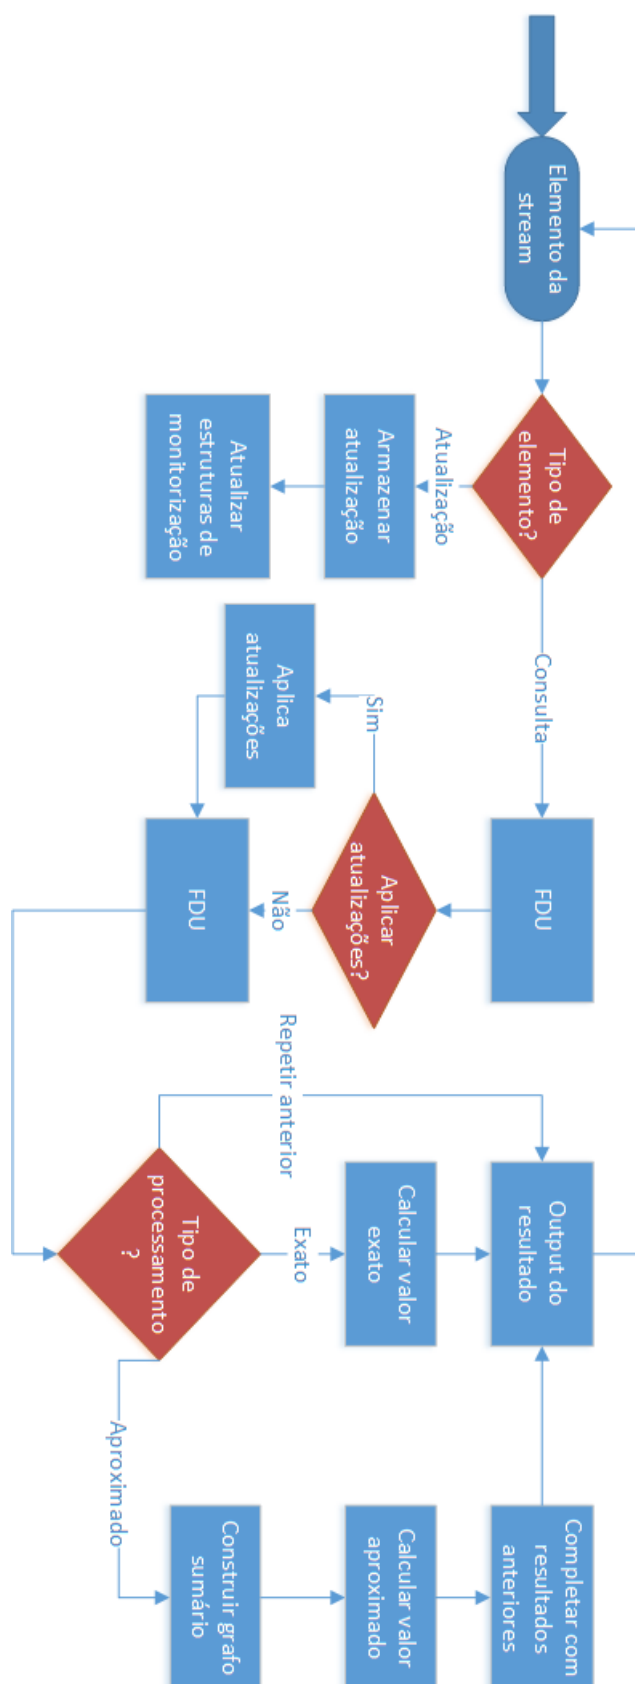 Elemento da
stream
Tipo de
elemento?
Atualização
Armazenar
atualização
Atualizar
estruturas de
monitorização
Consulta
FDU
Aplicar
atualizações?
Sim
Aplica
atualizações
Não
FDU
Tipo de
processamento
?
Repetir anterior
Exato
Calcular valor
exato
Output do
resultado
Aproximado
Construir grafo
sumário
Calcular valor
aproximado
Completar com
resultados
anteriores